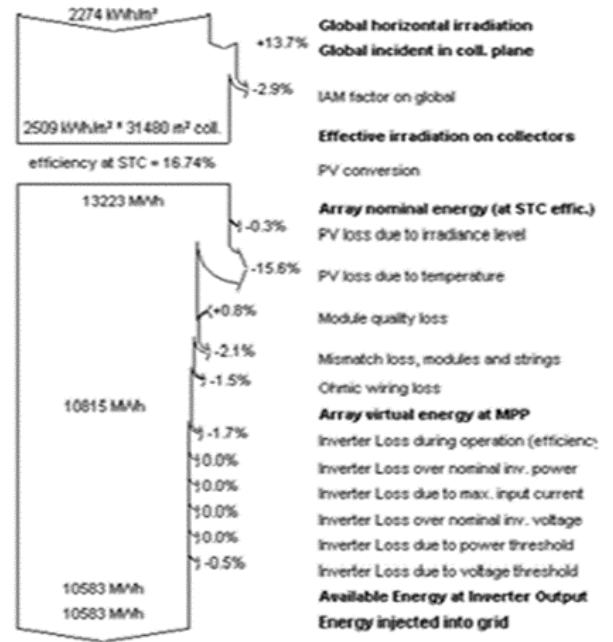 2274 kWh/m²
Global horizontal irradiation
+13.7%
Global incident in coll. plane
-2.9%
IAM factor on global
2509 kWh/m² * 31480 m² coll.
Effective irradiation on collectors
efficiency at STC = 16.74%
PV conversion
13223 MWh
Array nominal energy (at STC effic.)
-0.3%
PV loss due to irradiance level
-15.6%
PV loss due to temperature
+0.8%
Module quality loss
-2.1%
Mismatch loss, modules and strings
-1.5%
Ohmic wiring loss
10815 MWh
Array virtual energy at MPP
-1.7%
Inverter Loss during operation (efficiency
0.0%
Inverter Loss over nominal inv. power
0.0%
Inverter Loss due to max. input current
0.0%
Inverter Loss over nominal inv. voltage
0.0%
Inverter Loss due to power threshold
-0.5%
Inverter Loss due to voltage threshold
10583 MWh
Available Energy at Inverter Output
10583 MWh
Energy injected into grid